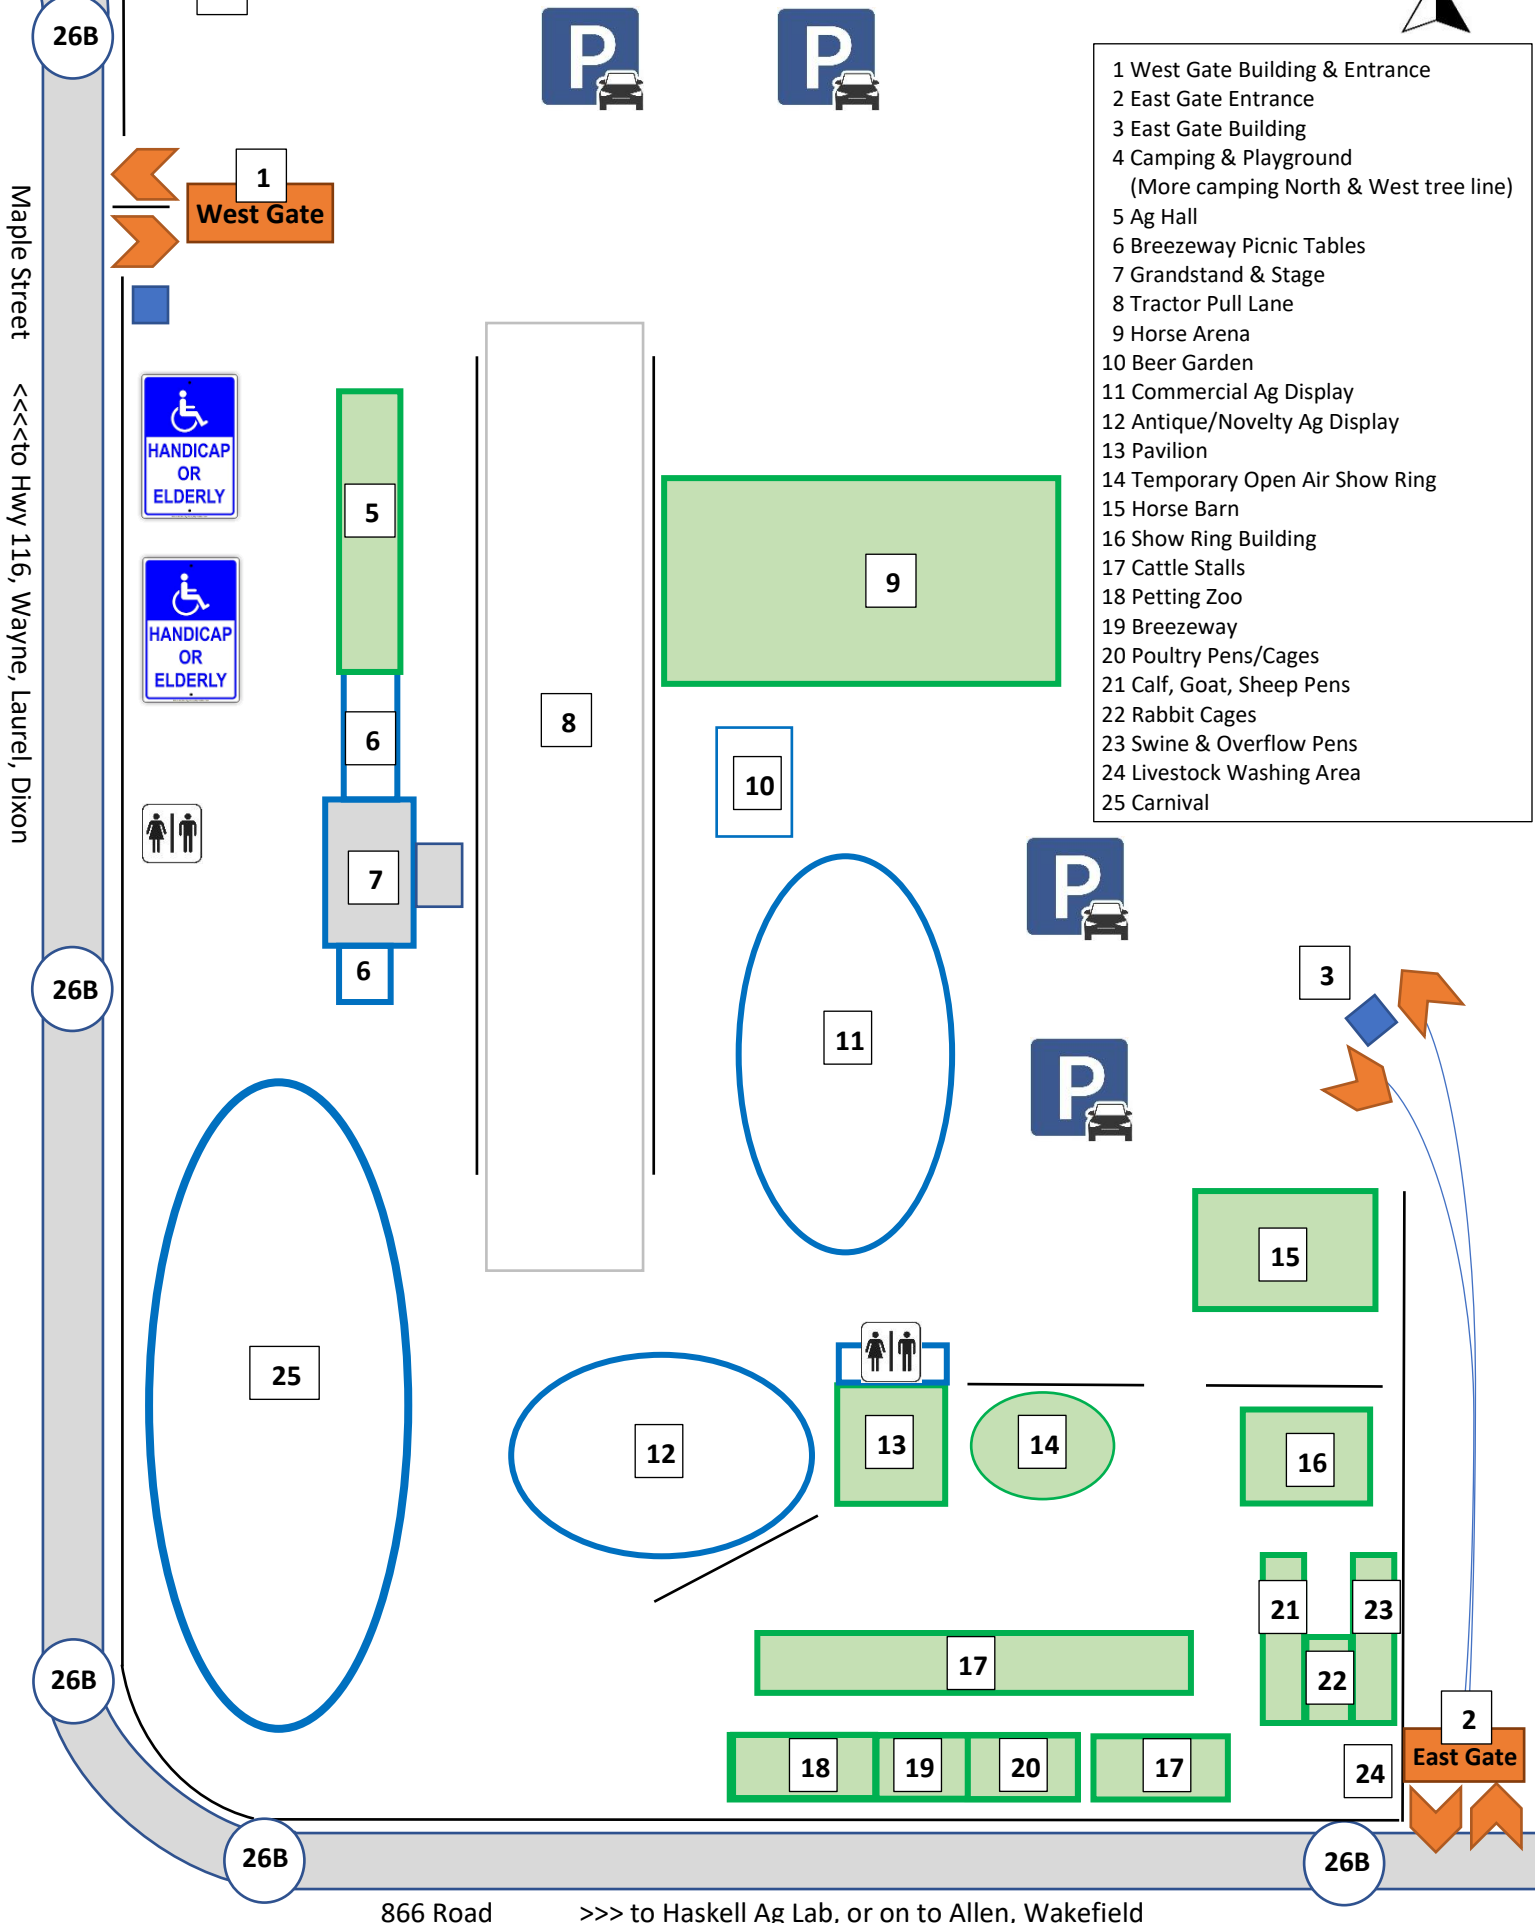 26B
P
P
1 West Gate Building & Entrance
2 East Gate Entrance
3 East Gate Building
4 Camping & Playground
(More camping North & West tree line)
5 Ag Hall
6 Breezeway Picnic Tables
7 Grandstand & Stage
8 Tractor Pull Lane
9 Horse Arena
10 Beer Garden
11 Commercial Ag Display
12 Antique/Novelty Ag Display
13 Pavilion
14 Temporary Open Air Show Ring
15 Horse Barn
16 Show Ring Building
17 Cattle Stalls
18 Petting Zoo
19 Breezeway
20 Poultry Pens/Cages
21 Calf, Goat, Sheep Pens
22 Rabbit Cages
23 Swine & Overflow Pens
24 Livestock Washing Area
25 Carnival
1
West Gate
Maple Street <<<<to Hwy 116, Wayne, Laurel, Dixon
HANDICAP
OR
ELDERLY
5
9
HANDICAP
OR
ELDERLY
8
6
10
7
P
6
3
26B
11
P
15
25
12
13
14
16
21
23
17
22
26B
2
East Gate
18
19
20
17
24
26B
26B
866 Road >>> to Haskell Ag Lab, or on to Allen, Wakefield